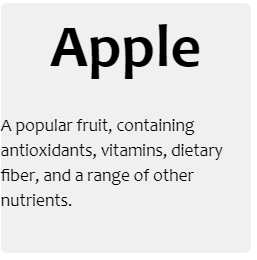 Apple
A popular fruit, containing
antioxidants, vitamins, dietary
fiber, and a range of other
nutrients.